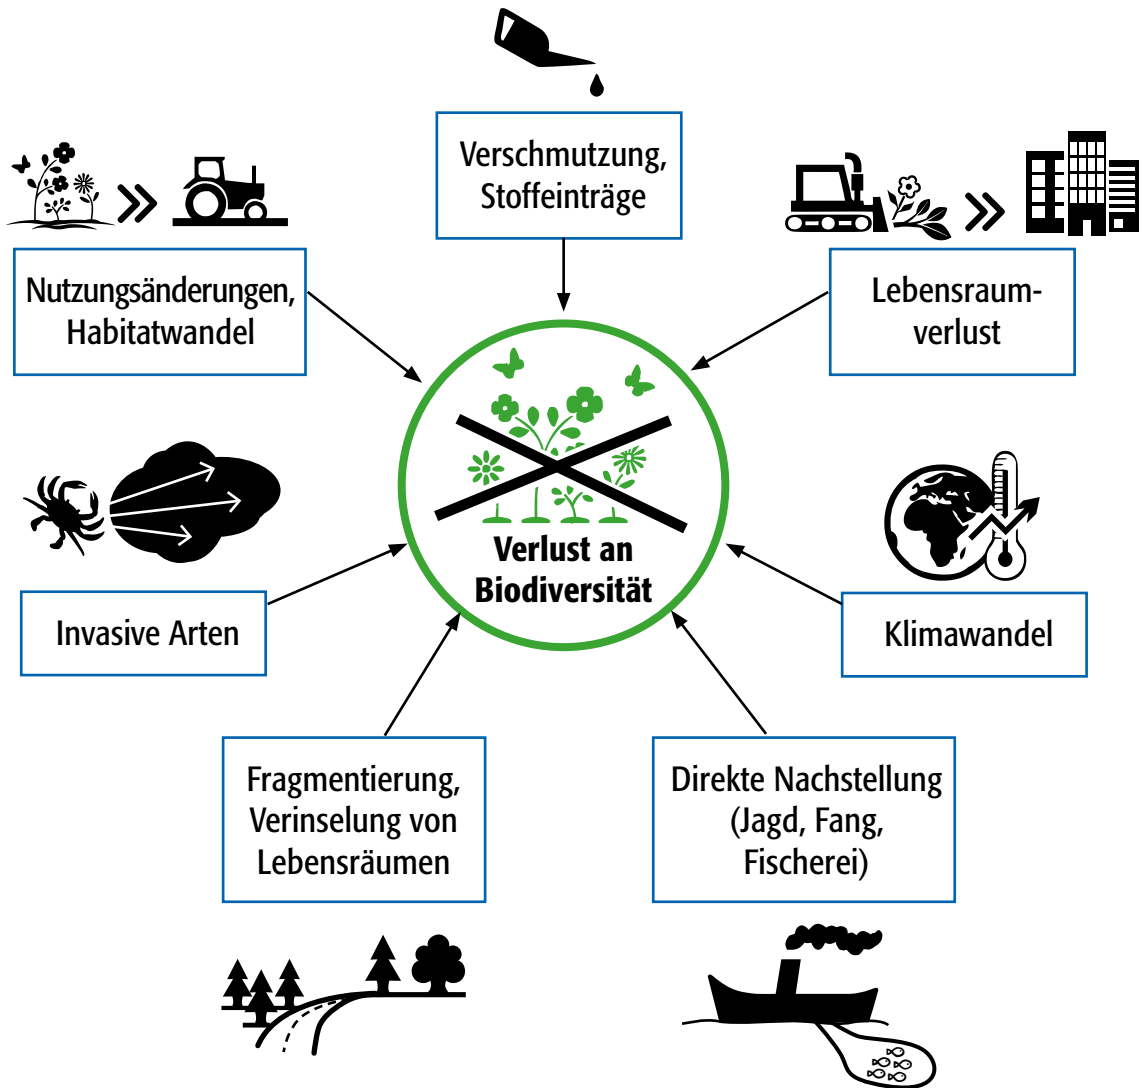 Verschmutzung,
Stoffeinträge
Nutzungsänderungen,
Habitatwandel
Lebensraum-
verlust
Verlust an
Biodiversität
Invasive Arten
Klimawandel
Fragmentierung,
Verinselung von
Lebensräumen
Direkte Nachstellung
(Jagd, Fang,
Fischerei)